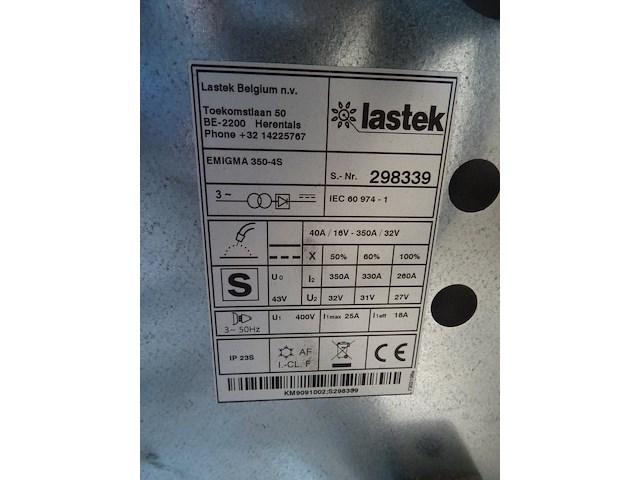 Lastek Belgium n.v.
Toekomstlaan 50
BE-2200 Herentals
Phone +32 14225767
lastek
EMIGMA 350-4S
S.- Nr. 298339
3 ~
IEC 60 974 - 1
40A / 16V - 350A / 32V
X 50% 60% 100%
S
U0
43V
I2 350A 330A 260A
U2 32V 31V 27V
3~ 50Hz
U1 400V
I1max 25A
I1eff 18A
IP 23S
AF
I.-CL. F
CE
KM9091002;S298399